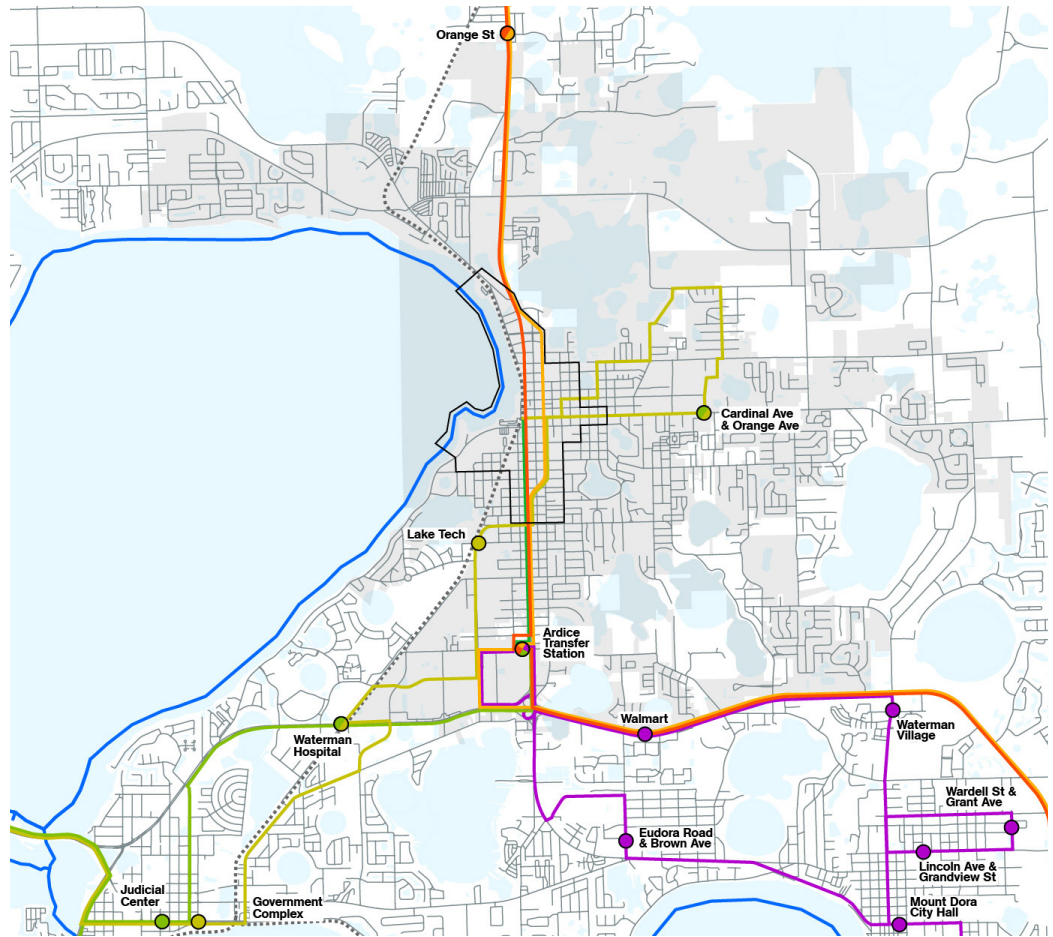 Orange St
Cardinal Ave
& Orange Ave
Lake Tech
Ardice
Transfer
Station
Walmart
Waterman
Hospital
Waterman
Village
Wardell St &
Grant Ave
Eudora Road
& Brown Ave
Lincoln Ave &
Grandview St
Judicial
Center
Government
Complex
Mount Dora
City Hall